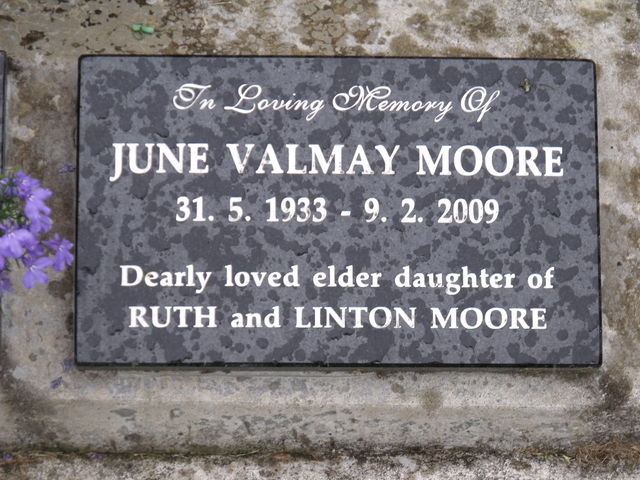 In Loving Memory Of
JUNE VALMAY MOORE
31. 5. 1933 - 9. 2. 2009
Dearly loved elder daughter of
RUTH and LINTON MOORE